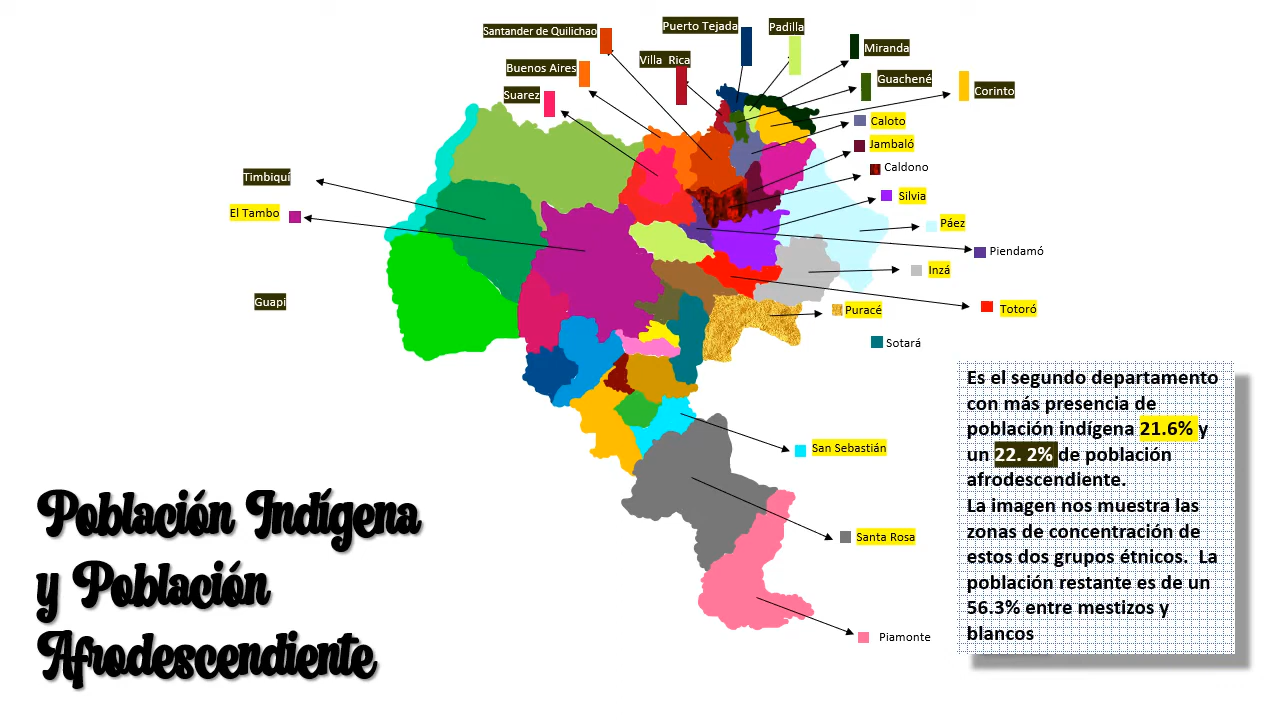 Santander de Quilichao
Puerto Tejada
Padilla
Miranda
Villa Rica
Buenos Aires
Guachené
Suarez
Corinto
Caloto
Jambaló
Caldono
Timbiquí
Silvia
El Tambo
Páez
Piendamó
Inzá
Guapi
Totoró
Puracé
Sotará
Es el segundo departamento
con más presencia de
población indígena 21.6% y
un 22. 2% de población
afrodescendiente.
La imagen nos muestra las
zonas de concentración de
estos dos grupos étnicos. La
población restante es de un
56.3% entre mestizos y
blancos
San Sebastián
Santa Rosa
Piamonte
Población Indígena
y Población
Afrodescendiente